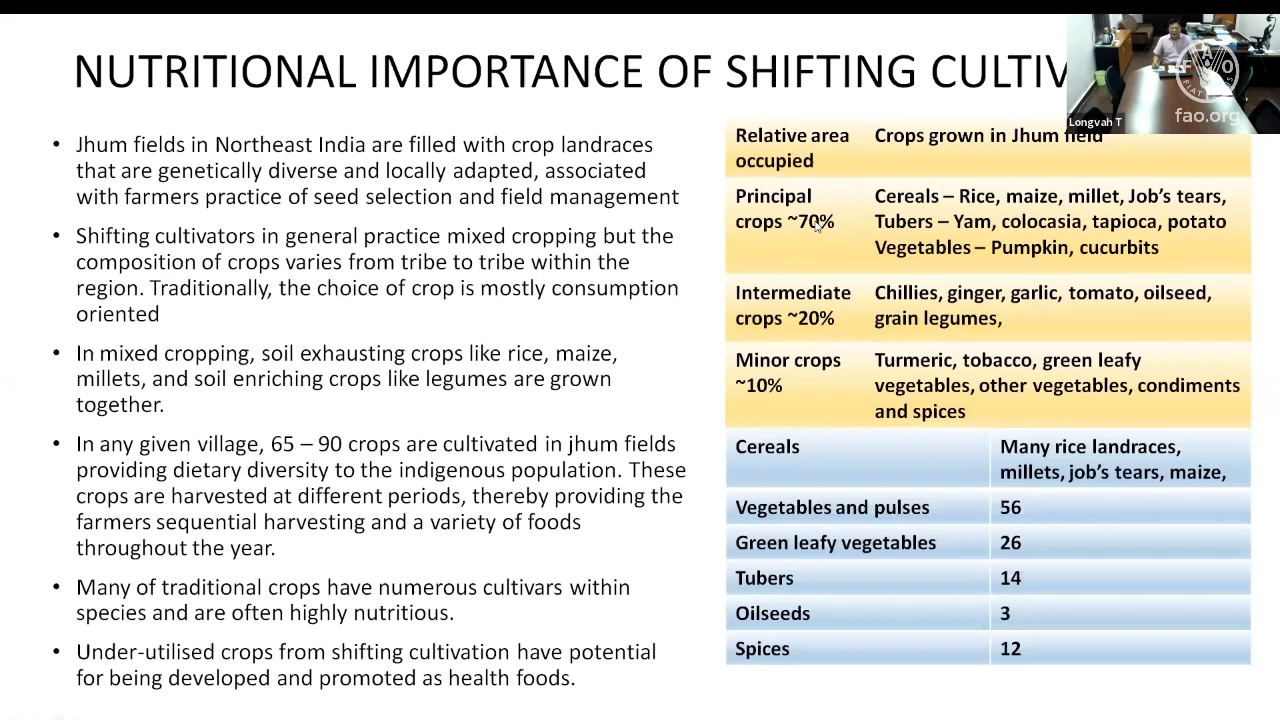 NUTRITIONAL IMPORTANCE OF SHIFTING CULTIV
Longvah T
F O
FIAT
fao.org
• Jhum fields in Northeast India are filled with crop landraces
that are genetically diverse and locally adapted, associated
with farmers practice of seed selection and field management
• Shifting cultivators in general practice mixed cropping but the
composition of crops varies from tribe to tribe within the
region. Traditionally, the choice of crop is mostly consumption
oriented
• In mixed cropping, soil exhausting crops like rice, maize,
millets, and soil enriching crops like legumes are grown
together.
• In any given village, 65 – 90 crops are cultivated in jhum fields
providing dietary diversity to the indigenous population. These
crops are harvested at different periods, thereby providing the
farmers sequential harvesting and a variety of foods
throughout the year.
• Many of traditional crops have numerous cultivars within
species and are often highly nutritious.
• Under-utilised crops from shifting cultivation have potential
for being developed and promoted as health foods.
Relative area Crops grown in Jhum field
occupied
Principal Cereals – Rice, maize, millet, Job's tears,
crops ~70% Tubers – Yam, colocasia, tapioca, potato
Vegetables – Pumpkin, cucurbits
Intermediate Chillies, ginger, garlic, tomato, oilseed,
crops ~20% grain legumes,
Minor crops Turmeric, tobacco, green leafy
~10% vegetables, other vegetables, condiments
and spices
Cereals Many rice landraces,
millets, job's tears, maize,
Vegetables and pulses 56
Green leafy vegetables 26
Tubers 14
Oilseeds 3
Spices 12